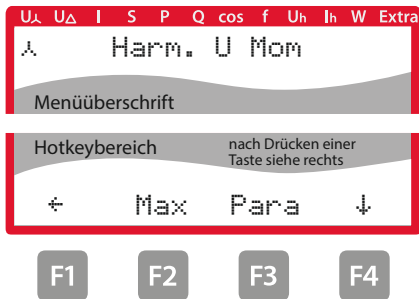 U⅄ U△ I S P Q cos f Uh Ih W Extra
⅄ Harm. U Mom
Menüüberschrift
Hotkeybereich
nach Drücken einer
Taste siehe rechts
← Max Para ↓
F1 F2 F3 F4